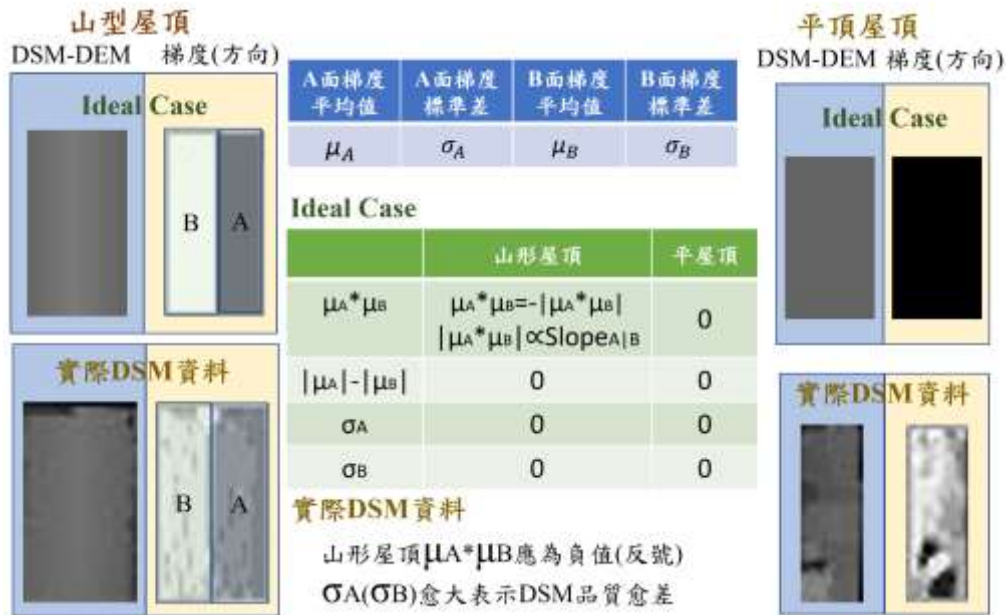 山型屋頂
DSM-DEM 梯度(方向)
Ideal Case
B A
實際DSM資料
B A
A面梯度平均值 A面梯度標準差 B面梯度平均值 B面梯度標準差
μA σA μB σB
Ideal Case
山形屋頂 平屋頂
μA*μB μA*μB=-|μA*μB| 0
|μA*μB|∝SlopeA|B
|μA|-|μB| 0 0
σA 0 0
σB 0 0
實際DSM資料
山形屋頂μA*μB應為負值(反號)
σA(σB)愈大表示DSM品質愈差
平頂屋頂
DSM-DEM 梯度(方向)
Ideal Case
實際DSM資料